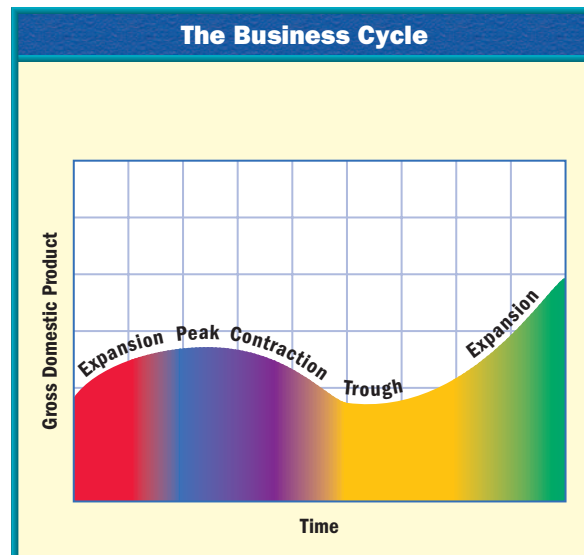 The Business Cycle
Gross Domestic Product
Expansion
Peak
Contraction
Trough
Expansion
Time